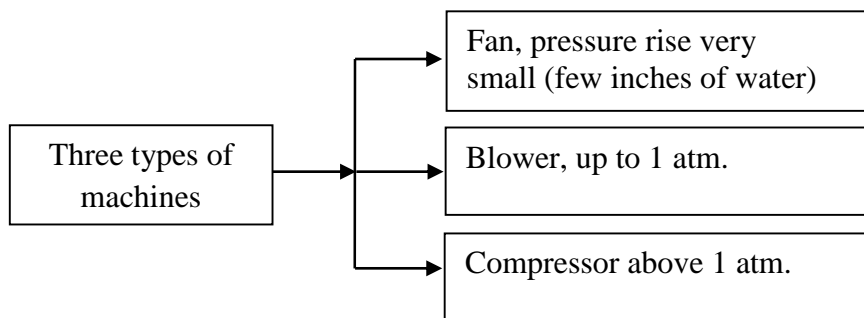 Fan, pressure rise very
small (few inches of water)
Three types of
machines
Blower, up to 1 atm.
Compressor above 1 atm.